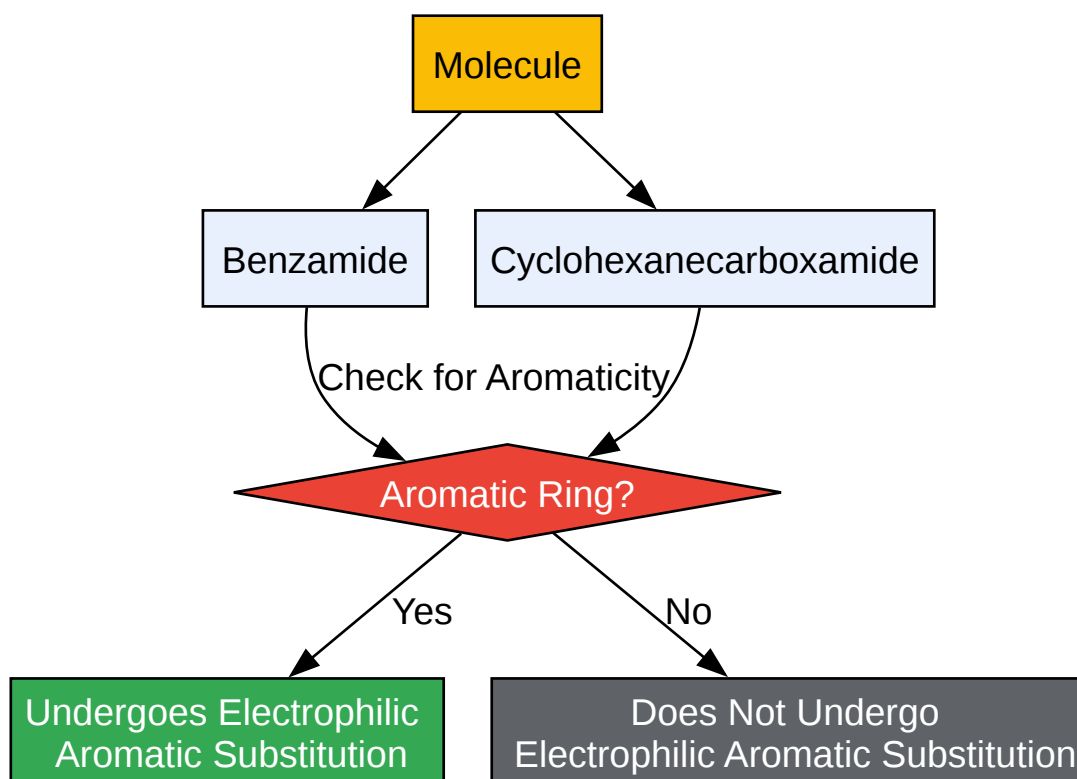 Molecule
Benzamide
Cyclohexanecarboxamide
Check for Aromaticity
Aromatic Ring?
Yes
No
Undergoes Electrophilic
Aromatic Substitution
Does Not Undergo
Electrophilic Aromatic Substitution